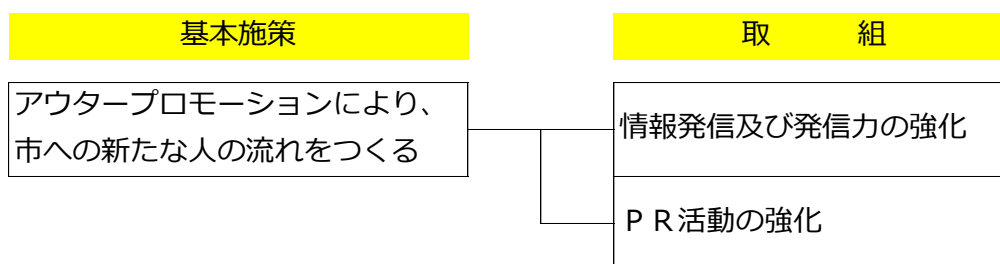 基本施策
取　　組
アウタープロモーションにより、
市への新たな人の流れをつくる
情報発信及び発信力の強化
ＰＲ活動の強化